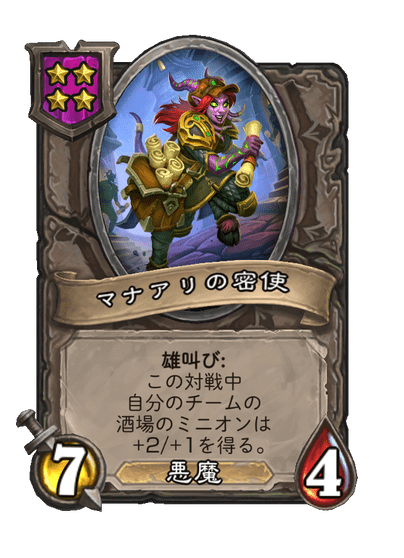 マナアリの密使
雄叫び:
この対戦中
自分のチームの
酒場のミニオンは
+2/+1を得る。
7
悪魔
4